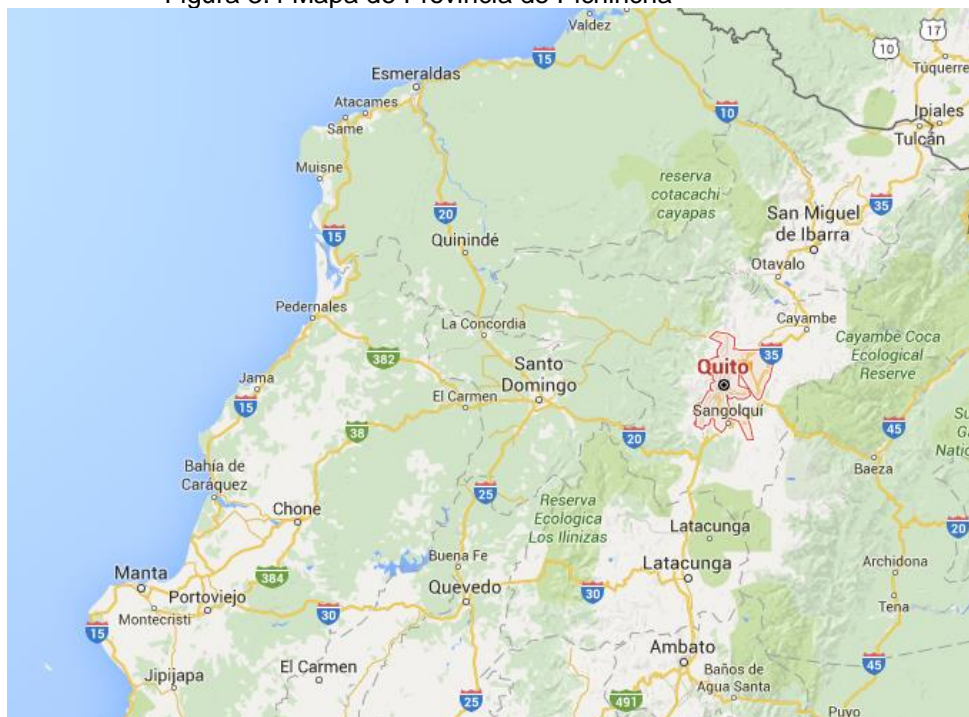 Valdez
17
10
Túquerre
15
Esmeraldas
Ipiales
Atacames
10
Tulcán
Same
Muisne
reserva
cotacachi
cayapas
35
20
San Miguel
de Ibarra
15
Quinindé
Otavalo
Pedernales
La Concordia
Cayambe
Cayambe Coca
Ecological
Reserve
382
35
Santo
Domingo
Quito
Jama
15
El Carmen
Sangolquí
38
20
45
Baeza
Bahía de
Caráquez
25
Chone
Reserva
Ecologica
Los Ilinizas
Latacunga
20
Buena Fe
Archidona
384
Latacunga
Manta
Quevedo
30
Portoviejo
Tena
Montecristi
30
15
Ambato
El Carmen
Baños de
Agua Santa
45
Jipijapa
25
491
Puyo